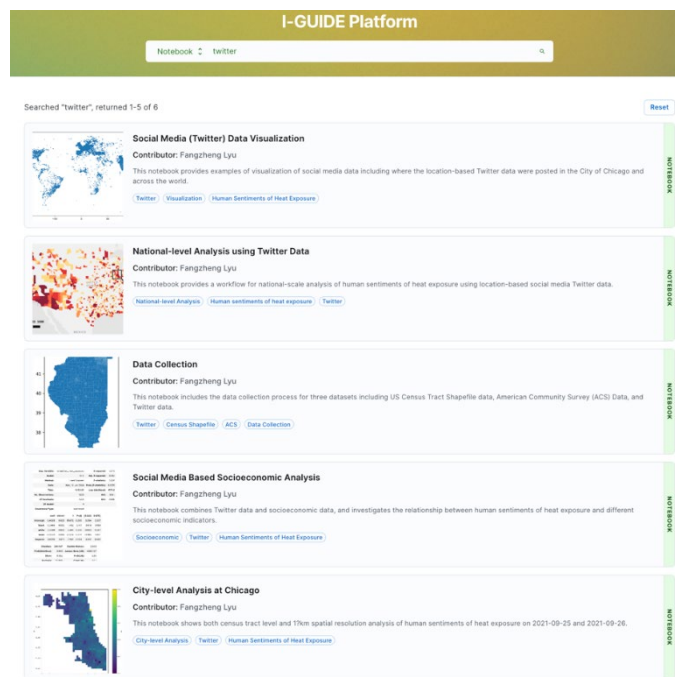 I-GUIDE Platform
Notebook twitter
Searched "twitter", returned 1-5 of 6
Reset
Social Media (Twitter) Data Visualization
Contributor: Fangzheng Lyu
This notebook provides examples of visualization of social media data including where the location-based Twitter data were posted in the City of Chicago and
across the world.
Twitter Visualization Human Sentiments of Heat Exposure
NOTEBOOK
National-level Analysis using Twitter Data
Contributor: Fangzheng Lyu
This notebook provides a workflow for national-scale analysis of human sentiments of heat exposure using location-based social media Twitter data.
National-level Analysis Human sentiments of heat exposure Twitter
NOTEBOOK
41
40
39
38
Data Collection
Contributor: Fangzheng Lyu
This notebook includes the data collection process for three datasets including US Census Tract Shapefile data, American Community Survey (ACS) Data, and
Twitter data.
Twitter Census Shapefile ACS Data Collection
NOTEBOOK
Social Media Based Socioeconomic Analysis
Contributor: Fangzheng Lyu
This notebook combines Twitter data and socioeconomic data, and investigates the relationship between human sentiments of heat exposure and different
socioeconomic indicators.
Socioeconomic Twitter Human Sentiments of Heat Exposure
NOTEBOOK
City-level Analysis at Chicago
Contributor: Fangzheng Lyu
This notebook shows both census tract level and 11km spatial resolution analysis of human sentiments of heat exposure on 2021-09-25 and 2021-09-26.
City-level Analysis Twitter Human Sentiments of Heat Exposure
NOTEBOOK